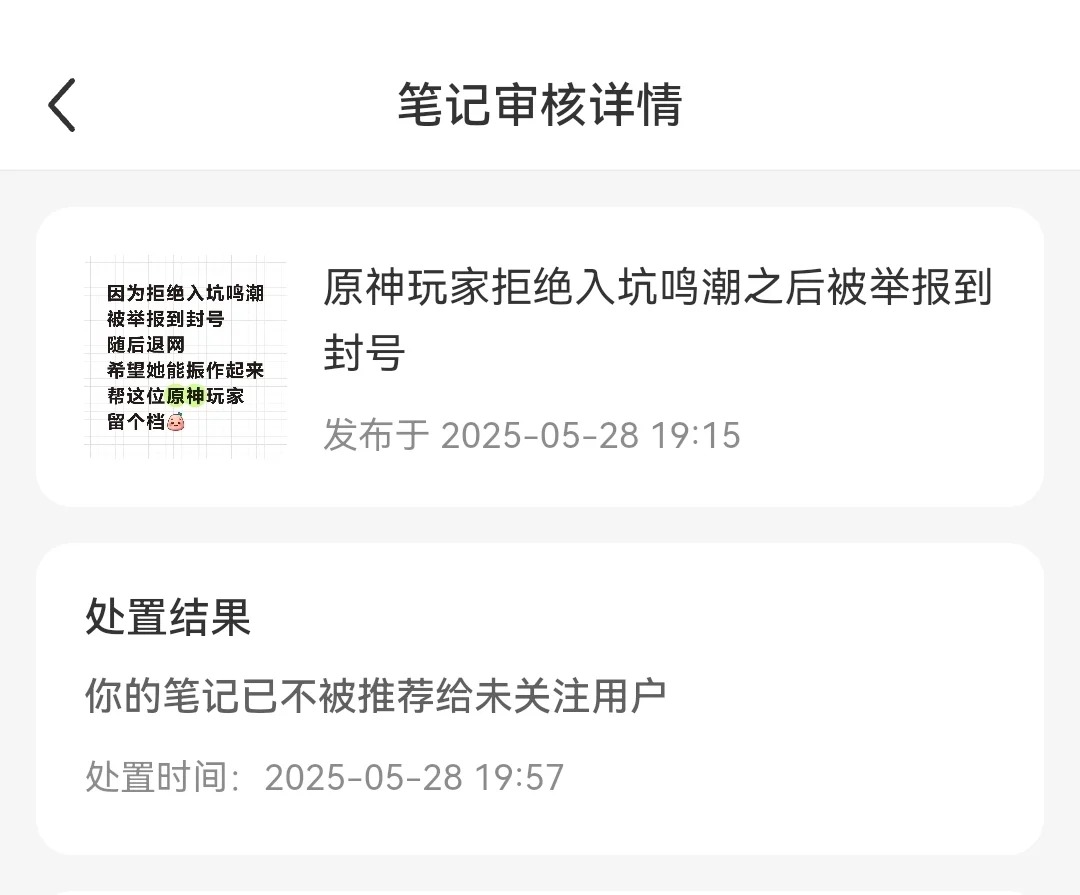 笔记审核详情
因为拒绝入坑鸣潮
被举报到封号
随后退网
希望她能振作起来
帮这位原神玩家
留个档
原神玩家拒绝入坑鸣潮之后被举报到
封号
发布于 2025-05-28 19:15
处置结果
你的笔记已不被推荐给未关注用户
处置时间：2025-05-28 19:57